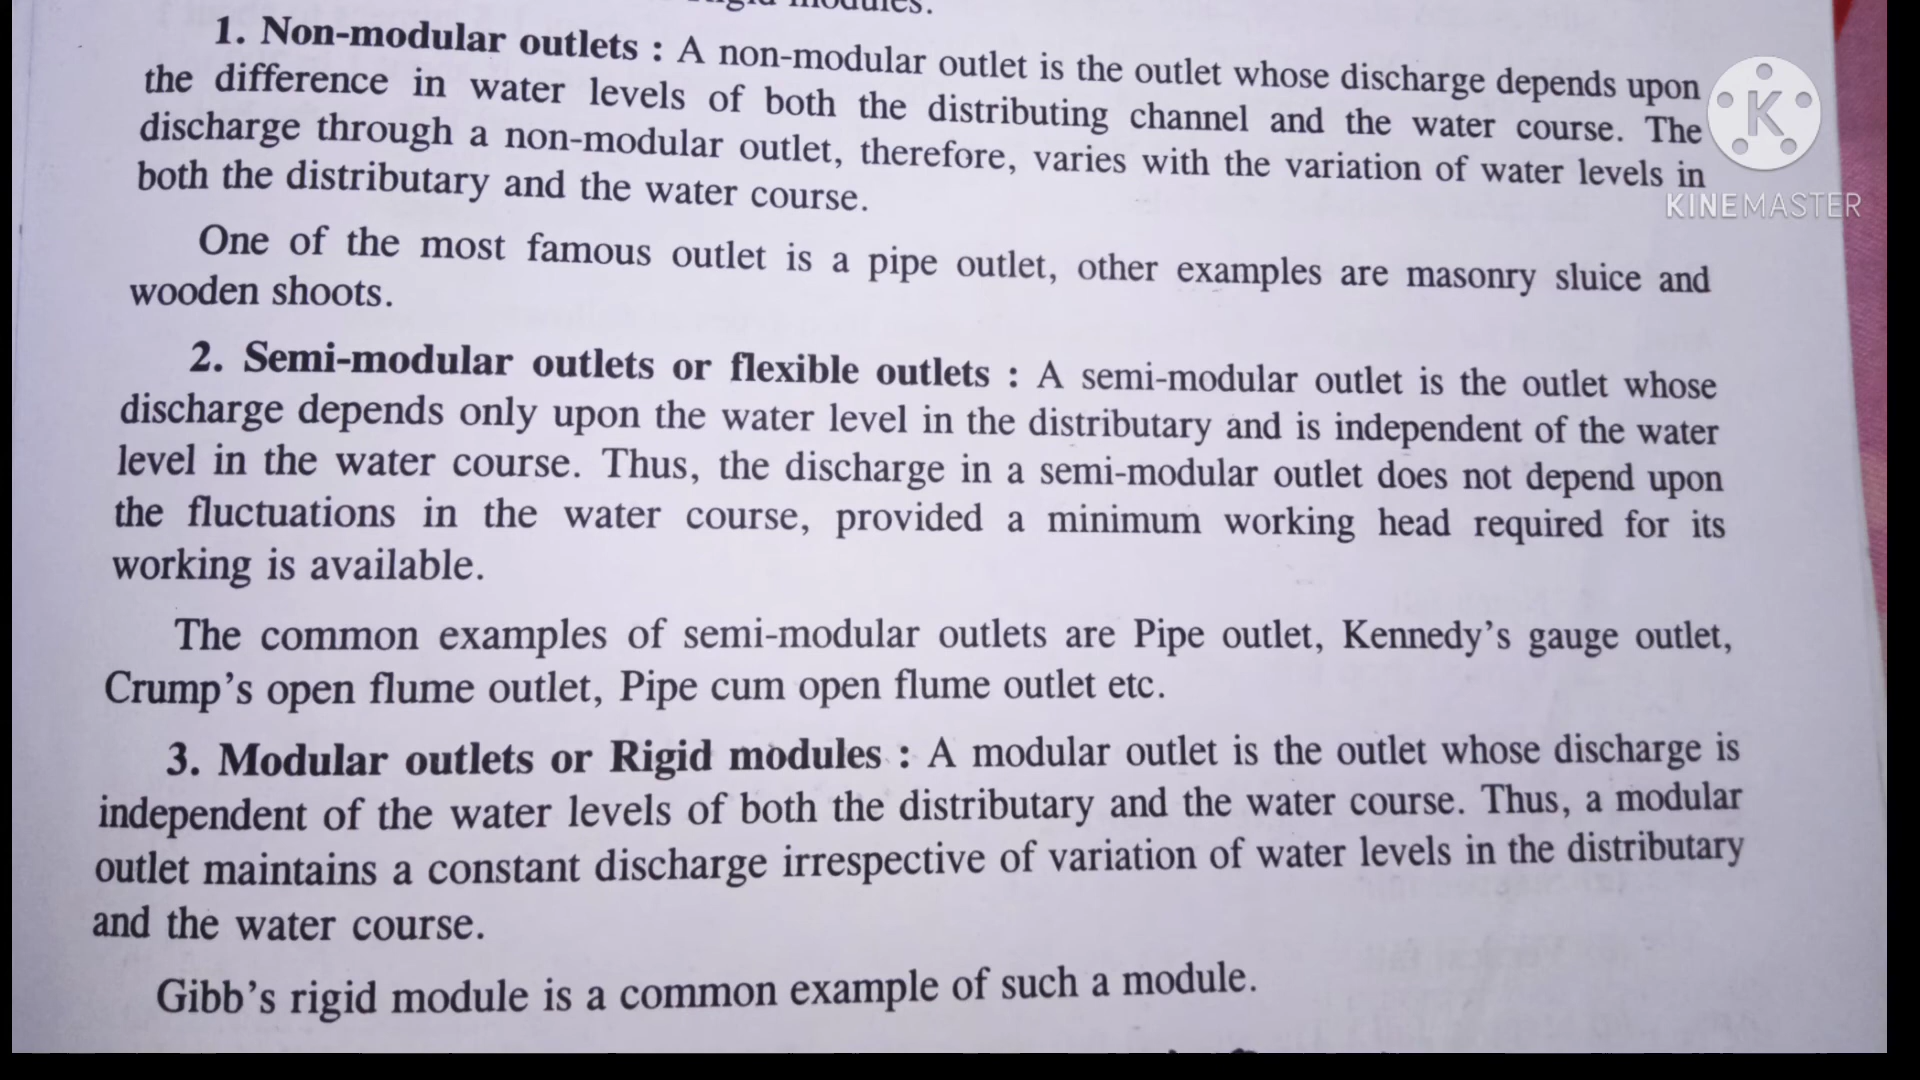 modules.
1. Non-modular outlets : A non-modular outlet is the outlet whose discharge depends upon
the difference in water levels of both the distributing channel and the water course. The
discharge through a non-modular outlet, therefore, varies with the variation of water levels in
both the distributary and the water course.
One of the most famous outlet is a pipe outlet, other examples are masonry sluice and
wooden shoots.
2. Semi-modular outlets or flexible outlets : A semi-modular outlet is the outlet whose
discharge depends only upon the water level in the distributary and is independent of the water
level in the water course. Thus, the discharge in a semi-modular outlet does not depend upon
the fluctuations in the water course, provided a minimum working head required for its
working is available.
The common examples of semi-modular outlets are Pipe outlet, Kennedy's gauge outlet,
Crump's open flume outlet, Pipe cum open flume outlet etc.
3. Modular outlets or Rigid modules : A modular outlet is the outlet whose discharge is
independent of the water levels of both the distributary and the water course. Thus, a modular
outlet maintains a constant discharge irrespective of variation of water levels in the distributary
and the water course.
Gibb's rigid module is a common example of such a module.
K
KINEMASTER